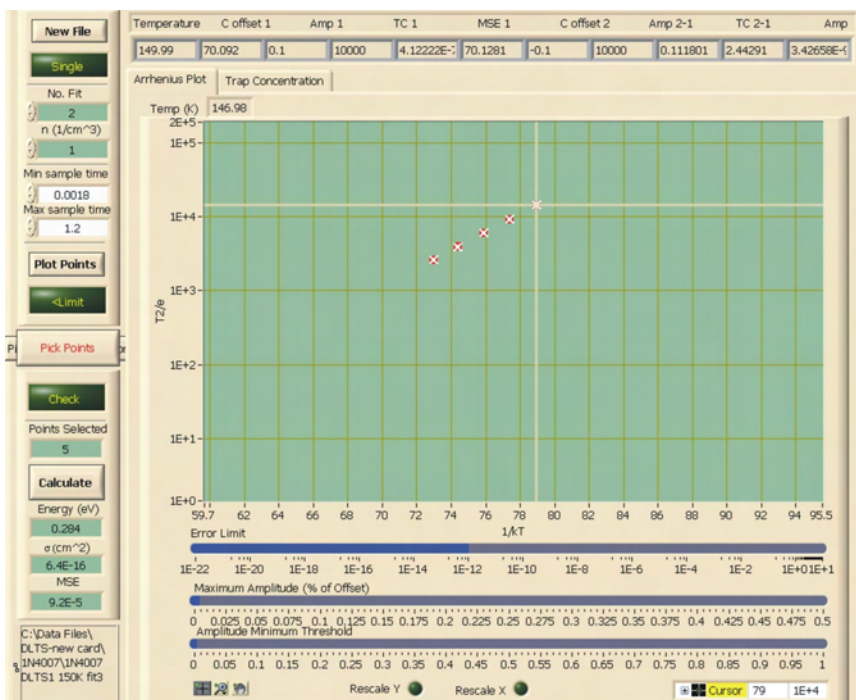 New File
Single
No. Fit
2
n (1/cm^3)
1
Min sample time
0.0018
Max sample time
1.2
Plot Points
<Limit
Pick Points
Check
Points Selected
5
Calculate
Energy (eV)
0.284
σ(cm^2)
6.4E-16
MSE
9.2E-5
C:\Data Files\
DLTS-new card\
1N4007\1N4007
DLTS1 150K fit3
Temperature C offset 1 Amp 1 TC 1 MSE 1 C offset 2 Amp 2-1 TC 2-1 Amp
149.99 70.092 0.1 10000 4.12222E- 70.1281 -0.1 10000 0.111801 2.44291 3.42658E-
Arrhenius Plot Trap Concentration
Temp (K) 146.98
2E+5
1E+5
1E+4
1E+3
1E+2
1E+1
1E+0
T2/e
59.7 62 64 66 68 70 72 74 76 78 80 82 84 86 88 90 92 94 95.5
1/kT
Error Limit
1E-22 1E-20 1E-18 1E-16 1E-14 1E-12 1E-10 1E-8 1E-6 1E-4 1E-2 1E+01E+1
Maximum Amplitude (% of Offset)
0 0.025 0.05 0.075 0.1 0.125 0.15 0.175 0.2 0.225 0.25 0.275 0.3 0.325 0.35 0.375 0.4 0.425 0.45 0.475 0.5
Amplitude Minimum Threshold
0 0.05 0.1 0.15 0.2 0.25 0.3 0.35 0.4 0.45 0.5 0.55 0.6 0.65 0.7 0.75 0.8 0.85 0.9 0.95 1
Rescale Y Rescale X Cursor 79 1E+4